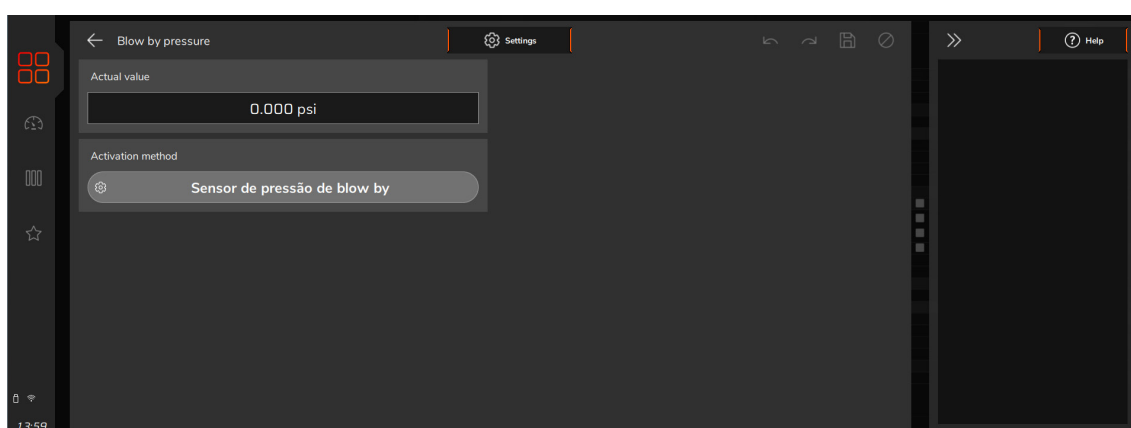 Blow by pressure
Settings
Help
Actual value
0.000 psi
Activation method
Sensor de pressão de blow by
13:59